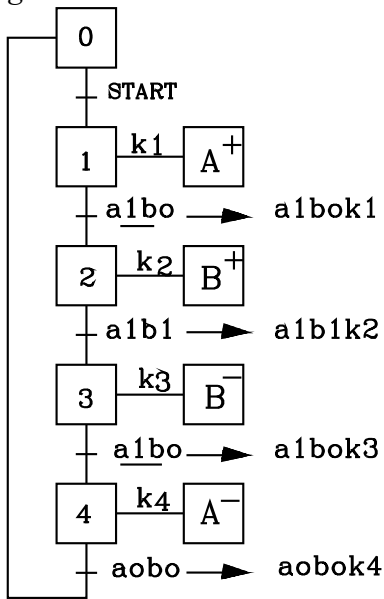 0
START
1 k1 A+
a1bo a1bok1
2 k2 B+
a1b1 a1b1k2
3 k3 B−
a1bo a1bok3
4 k4 A−
aobo aobok4